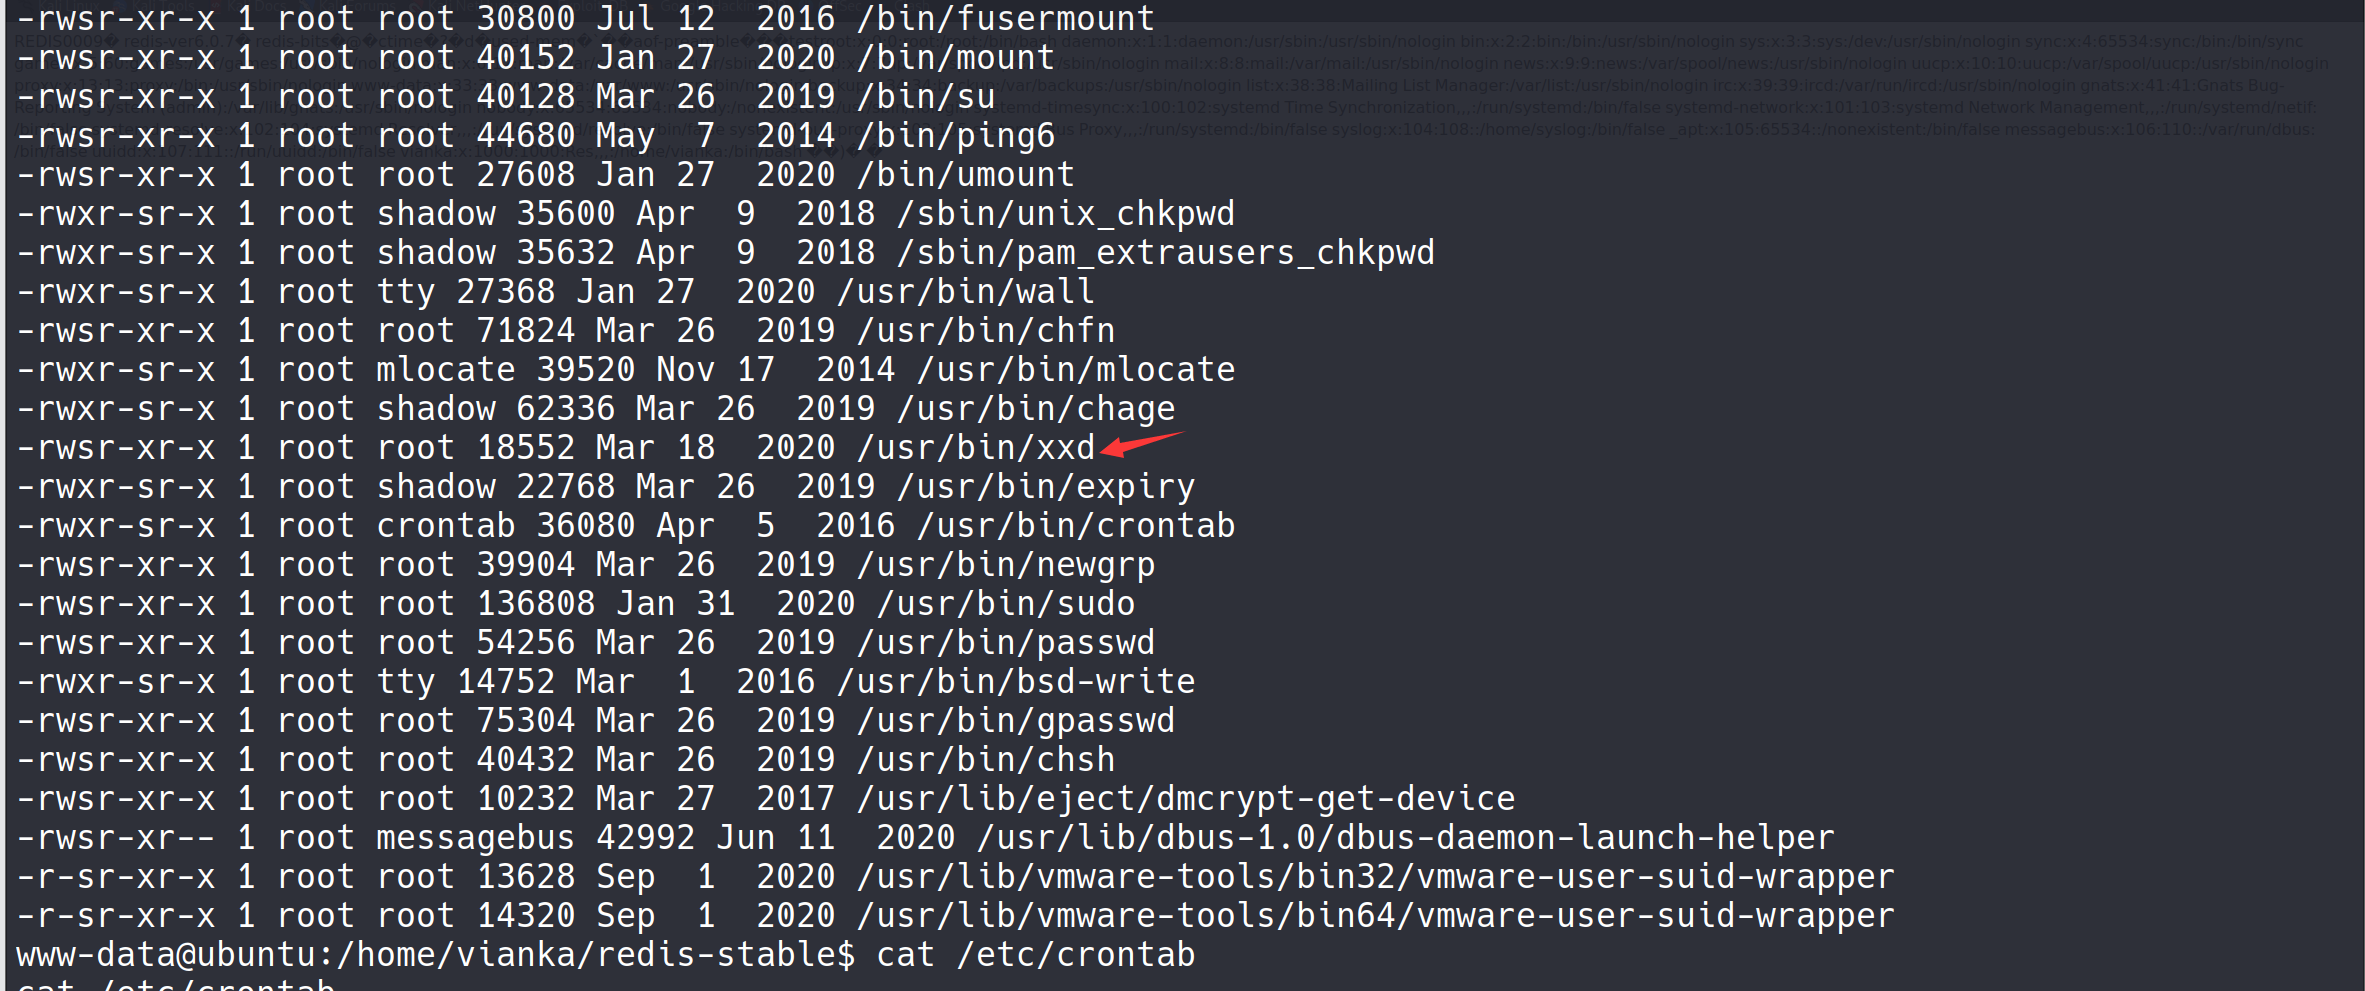 -rwsr-xr-x 1 root root 30800 Jul 12  2016 /bin/fusermount
-rwsr-xr-x 1 root root 40152 Jan 27  2020 /bin/mount
-rwsr-xr-x 1 root root 40128 Mar 26  2019 /bin/su
-rwsr-xr-x 1 root root 44680 May  7  2014 /bin/ping6
-rwsr-xr-x 1 root root 27608 Jan 27  2020 /bin/umount
-rwxr-sr-x 1 root shadow 35600 Apr  9  2018 /sbin/unix_chkpwd
-rwxr-sr-x 1 root shadow 35632 Apr  9  2018 /sbin/pam_extrausers_chkpwd
-rwxr-sr-x 1 root tty 27368 Jan 27  2020 /usr/bin/wall
-rwsr-xr-x 1 root root 71824 Mar 26  2019 /usr/bin/chfn
-rwxr-sr-x 1 root mlocate 39520 Nov 17  2014 /usr/bin/mlocate
-rwxr-sr-x 1 root shadow 62336 Mar 26  2019 /usr/bin/chage
-rwsr-xr-x 1 root root 18552 Mar 18  2020 /usr/bin/xxd
-rwxr-sr-x 1 root shadow 22768 Mar 26  2019 /usr/bin/expiry
-rwxr-sr-x 1 root crontab 36080 Apr  5  2016 /usr/bin/crontab
-rwsr-xr-x 1 root root 39904 Mar 26  2019 /usr/bin/newgrp
-rwsr-xr-x 1 root root 136808 Jan 31  2020 /usr/bin/sudo
-rwsr-xr-x 1 root root 54256 Mar 26  2019 /usr/bin/passwd
-rwxr-sr-x 1 root tty 14752 Mar  1  2016 /usr/bin/bsd-write
-rwsr-xr-x 1 root root 75304 Mar 26  2019 /usr/bin/gpasswd
-rwsr-xr-x 1 root root 40432 Mar 26  2019 /usr/bin/chsh
-rwsr-xr-x 1 root root 10232 Mar 27  2017 /usr/lib/eject/dmcrypt-get-device
-rwsr-xr-- 1 root messagebus 42992 Jun 11  2020 /usr/lib/dbus-1.0/dbus-daemon-launch-helper
-r-sr-xr-x 1 root root 13628 Sep  1  2020 /usr/lib/vmware-tools/bin32/vmware-user-suid-wrapper
-r-sr-xr-x 1 root root 14320 Sep  1  2020 /usr/lib/vmware-tools/bin64/vmware-user-suid-wrapper
www-data@ubuntu:/home/vianka/redis-stable$ cat /etc/crontab
cat /etc/crontab